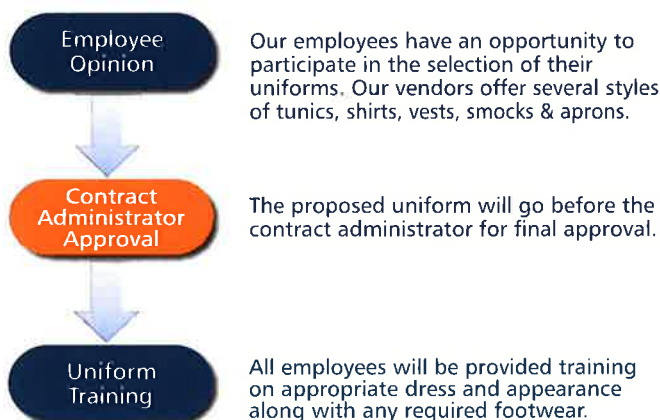 Employee
Opinion
Our employees have an opportunity to
participate in the selection of their
uniforms. Our vendors offer several styles
of tunics, shirts, vests, smocks & aprons.
Contract
Administrator
Approval
The proposed uniform will go before the
contract administrator for final approval.
Uniform
Training
All employees will be provided training
on appropriate dress and appearance
along with any required footwear.